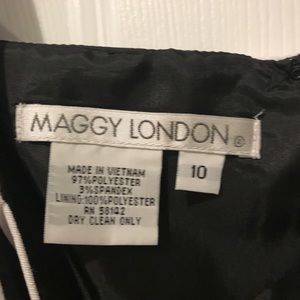 MAGGY LONDON®
10
MADE IN VIETNAM
97%POLYESTER
3%SPANDEX
LINING:100%POLYESTER
RN 58142
DRY CLEAN ONLY